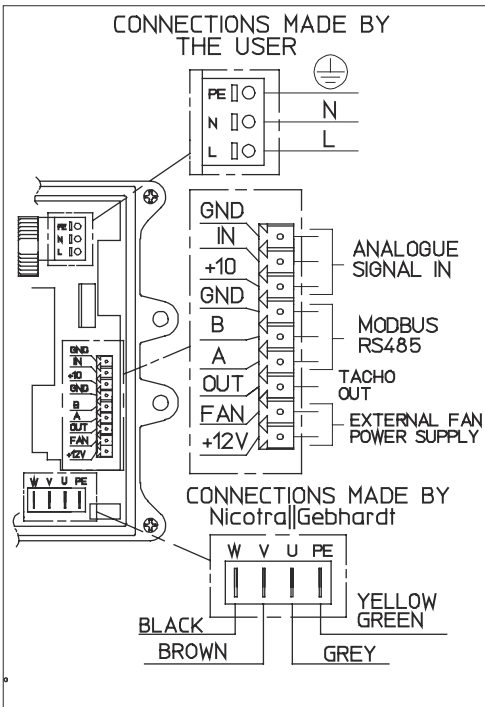 CONNECTIONS MADE BY
THE USER
PE
N
L
N
L
PE
N
L
GND
IN
+10
GND
B
A
OUT
FAN
+12V
ANALOGUE
SIGNAL IN
MODBUS
RS485
TACHO
OUT
EXTERNAL FAN
POWER SUPPLY
GND
IN
+10
GND
B
A
OUT
FAN
+12V
W V U PE
CONNECTIONS MADE BY
Nicotra||Gebhardt
W V U PE
BLACK
BROWN
YELLOW
GREEN
GREY